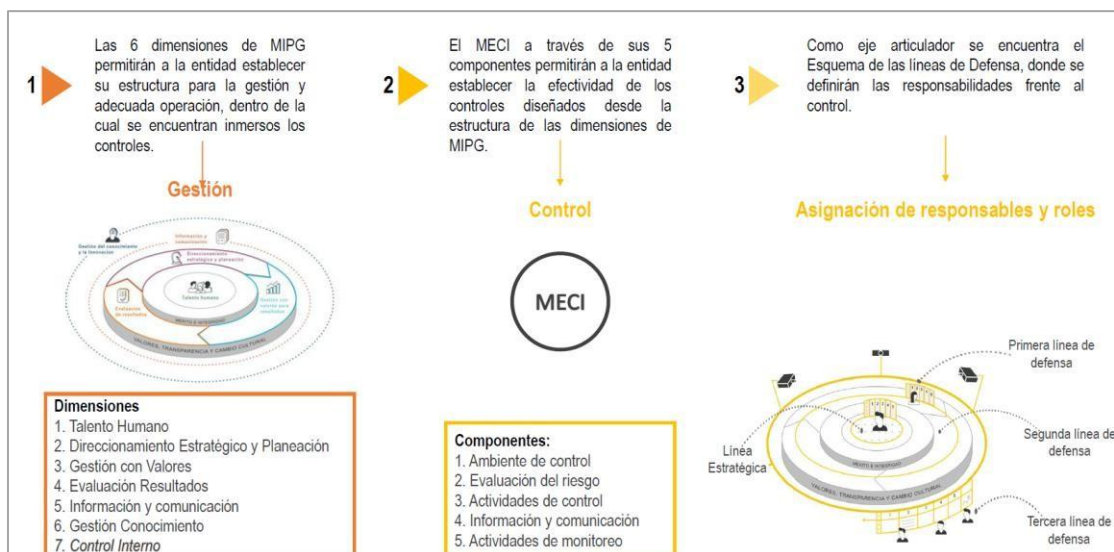 1
Las 6 dimensiones de MIPG
permitirán a la entidad establecer
su estructura para la gestión y
adecuada operación, dentro de la
cual se encuentran inmersos los
controles.
Gestión
Gestión del conocimiento
y la innovación
Información y
comunicación
Direccionamiento
estratégico y planeación
Talento humano
Evaluación
de resultados
Gestión con
valores para
resultados
MÉRITO E INTEGRIDAD
VALORES, TRANSPARENCIA Y CAMBIO CULTURAL
Dimensiones
1. Talento Humano
2. Direccionamiento Estratégico y Planeación
3. Gestión con Valores
4. Evaluación Resultados
5. Información y comunicación
6. Gestión Conocimiento
7. Control Interno
2
El MECI a través de sus 5
componentes permitirán a la entidad
establecer la efectividad de los
controles diseñados desde la
estructura de las dimensiones de
MIPG.
Control
MECI
Componentes:
1. Ambiente de control
2. Evaluación del riesgo
3. Actividades de control
4. Información y comunicación
5. Actividades de monitoreo
3
Como eje articulador se encuentra el
Esquema de las líneas de Defensa, donde se
definirán las responsabilidades frente al
control.
Asignación de responsables y roles
Primera línea de
defensa
Línea
Estratégica
Segunda línea de
defensa
MÉRITO E INTEGRIDAD
VALORES, TRANSPARENCIA Y CAMBIO CULTURAL
Tercera línea de
defensa